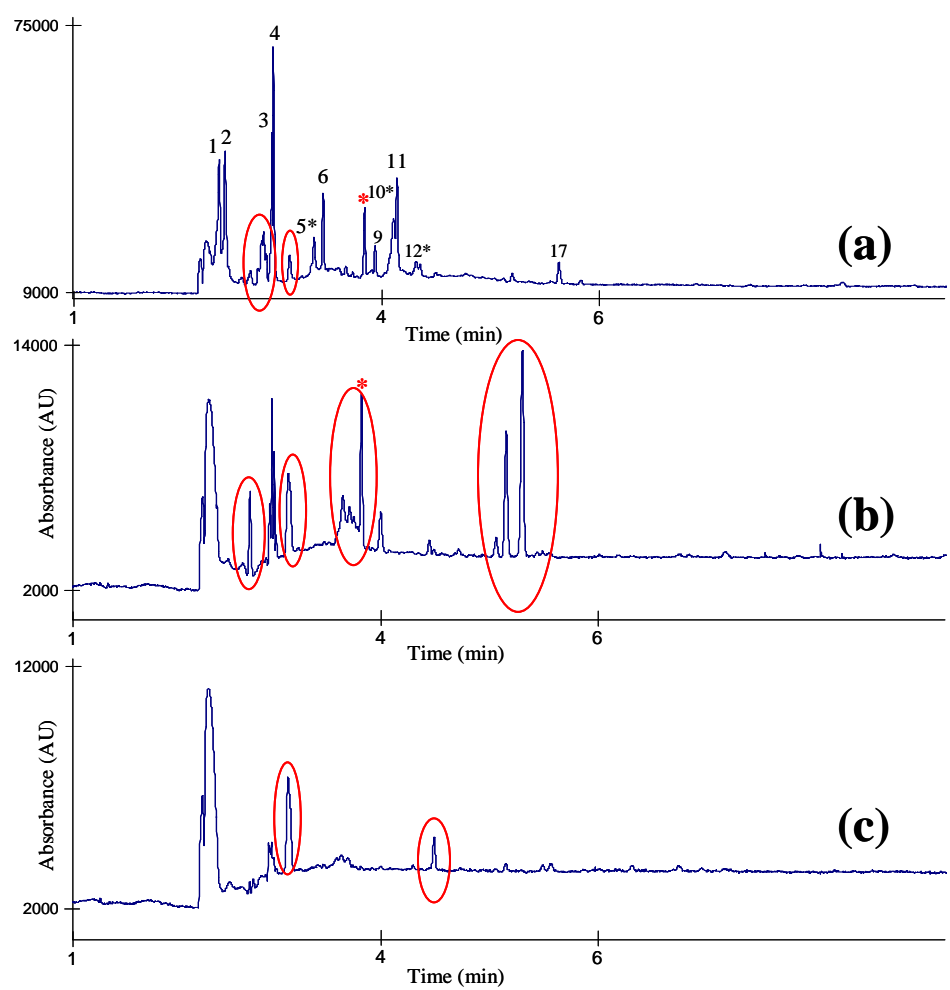 75000
4
3
1 2
11
6
* 10*
5* 9
12* 17
(a)
9000
1 4 6
Time (min)
14000
*
Absorbance (AU)
(b)
2000
1 4 6
Time (min)
12000
Absorbance (AU)
(c)
2000
1 4 6
Time (min)